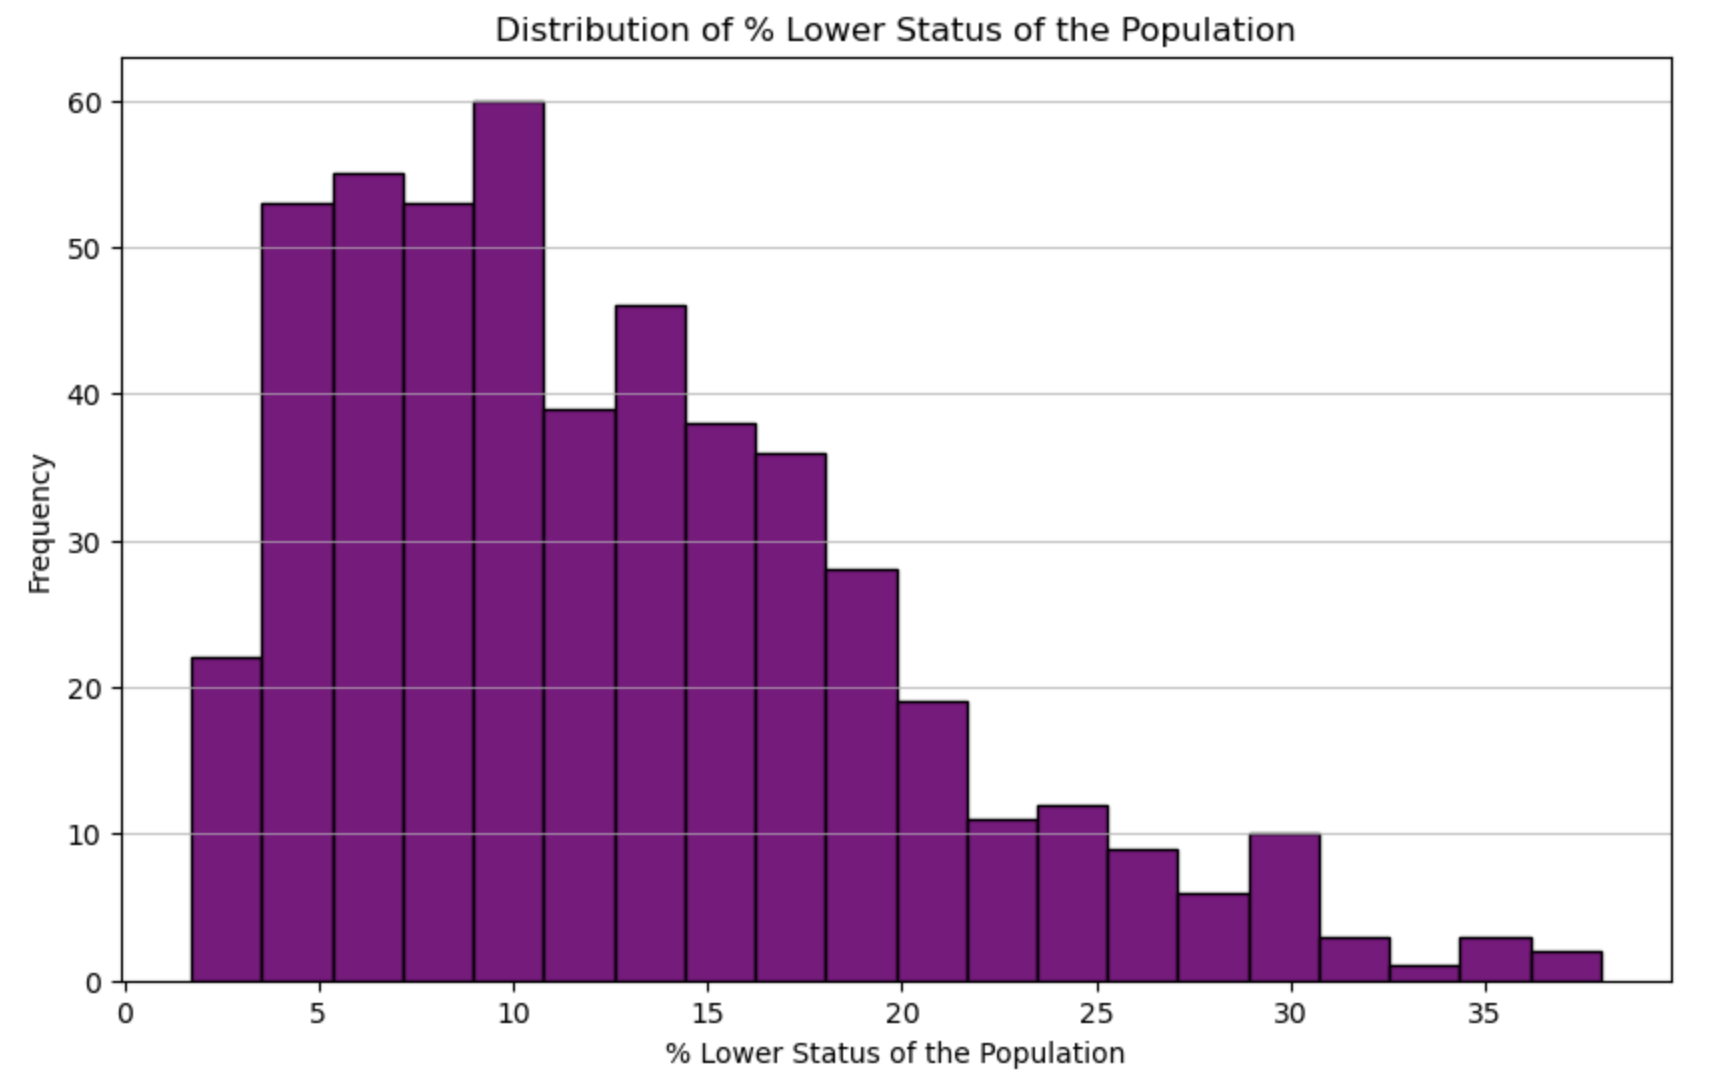 Distribution of % Lower Status of the Population
60
50
40
30
20
10
0
Frequency
0 5 10 15 20 25 30 35
% Lower Status of the Population